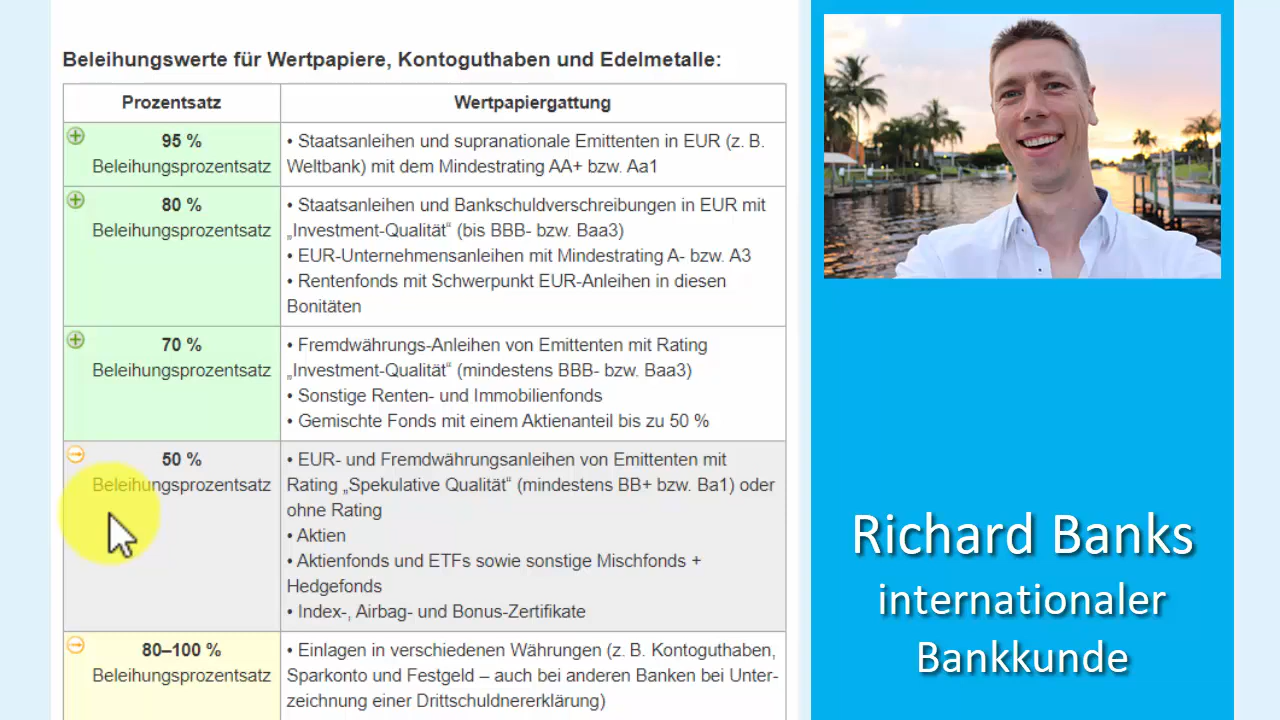 Beleihungswerte für Wertpapiere, Kontoguthaben und Edelmetalle:
Prozentsatz
Wertpapiergattung
95 %
Beleihungsprozentsatz
• Staatsanleihen und supranationale Emittenten in EUR (z. B.
Weltbank) mit dem Mindestrating AA+ bzw. Aa1
80 %
Beleihungsprozentsatz
• Staatsanleihen und Bankschuldverschreibungen in EUR mit
„Investment-Qualität“ (bis BBB- bzw. Baa3)
• EUR-Unternehmensanleihen mit Mindestrating A- bzw. A3
• Rentenfonds mit Schwerpunkt EUR-Anleihen in diesen
Bonitäten
70 %
Beleihungsprozentsatz
• Fremdwährungs-Anleihen von Emittenten mit Rating
„Investment-Qualität“ (mindestens BBB- bzw. Baa3)
• Sonstige Renten- und Immobilienfonds
• Gemischte Fonds mit einem Aktienanteil bis zu 50 %
50 %
Beleihungsprozentsatz
• EUR- und Fremdwährungsanleihen von Emittenten mit
Rating „Spekulative Qualität“ (mindestens BB+ bzw. Ba1) oder
ohne Rating
• Aktien
• Aktienfonds und ETFs sowie sonstige Mischfonds +
Hedgefonds
• Index-, Airbag- und Bonus-Zertifikate
80–100 %
Beleihungsprozentsatz
• Einlagen in verschiedenen Währungen (z. B. Kontoguthaben,
Sparkonto und Festgeld – auch bei anderen Banken bei Unter-
zeichnung einer Drittschuldnererklärung)
Richard Banks
internationaler
Bankkunde